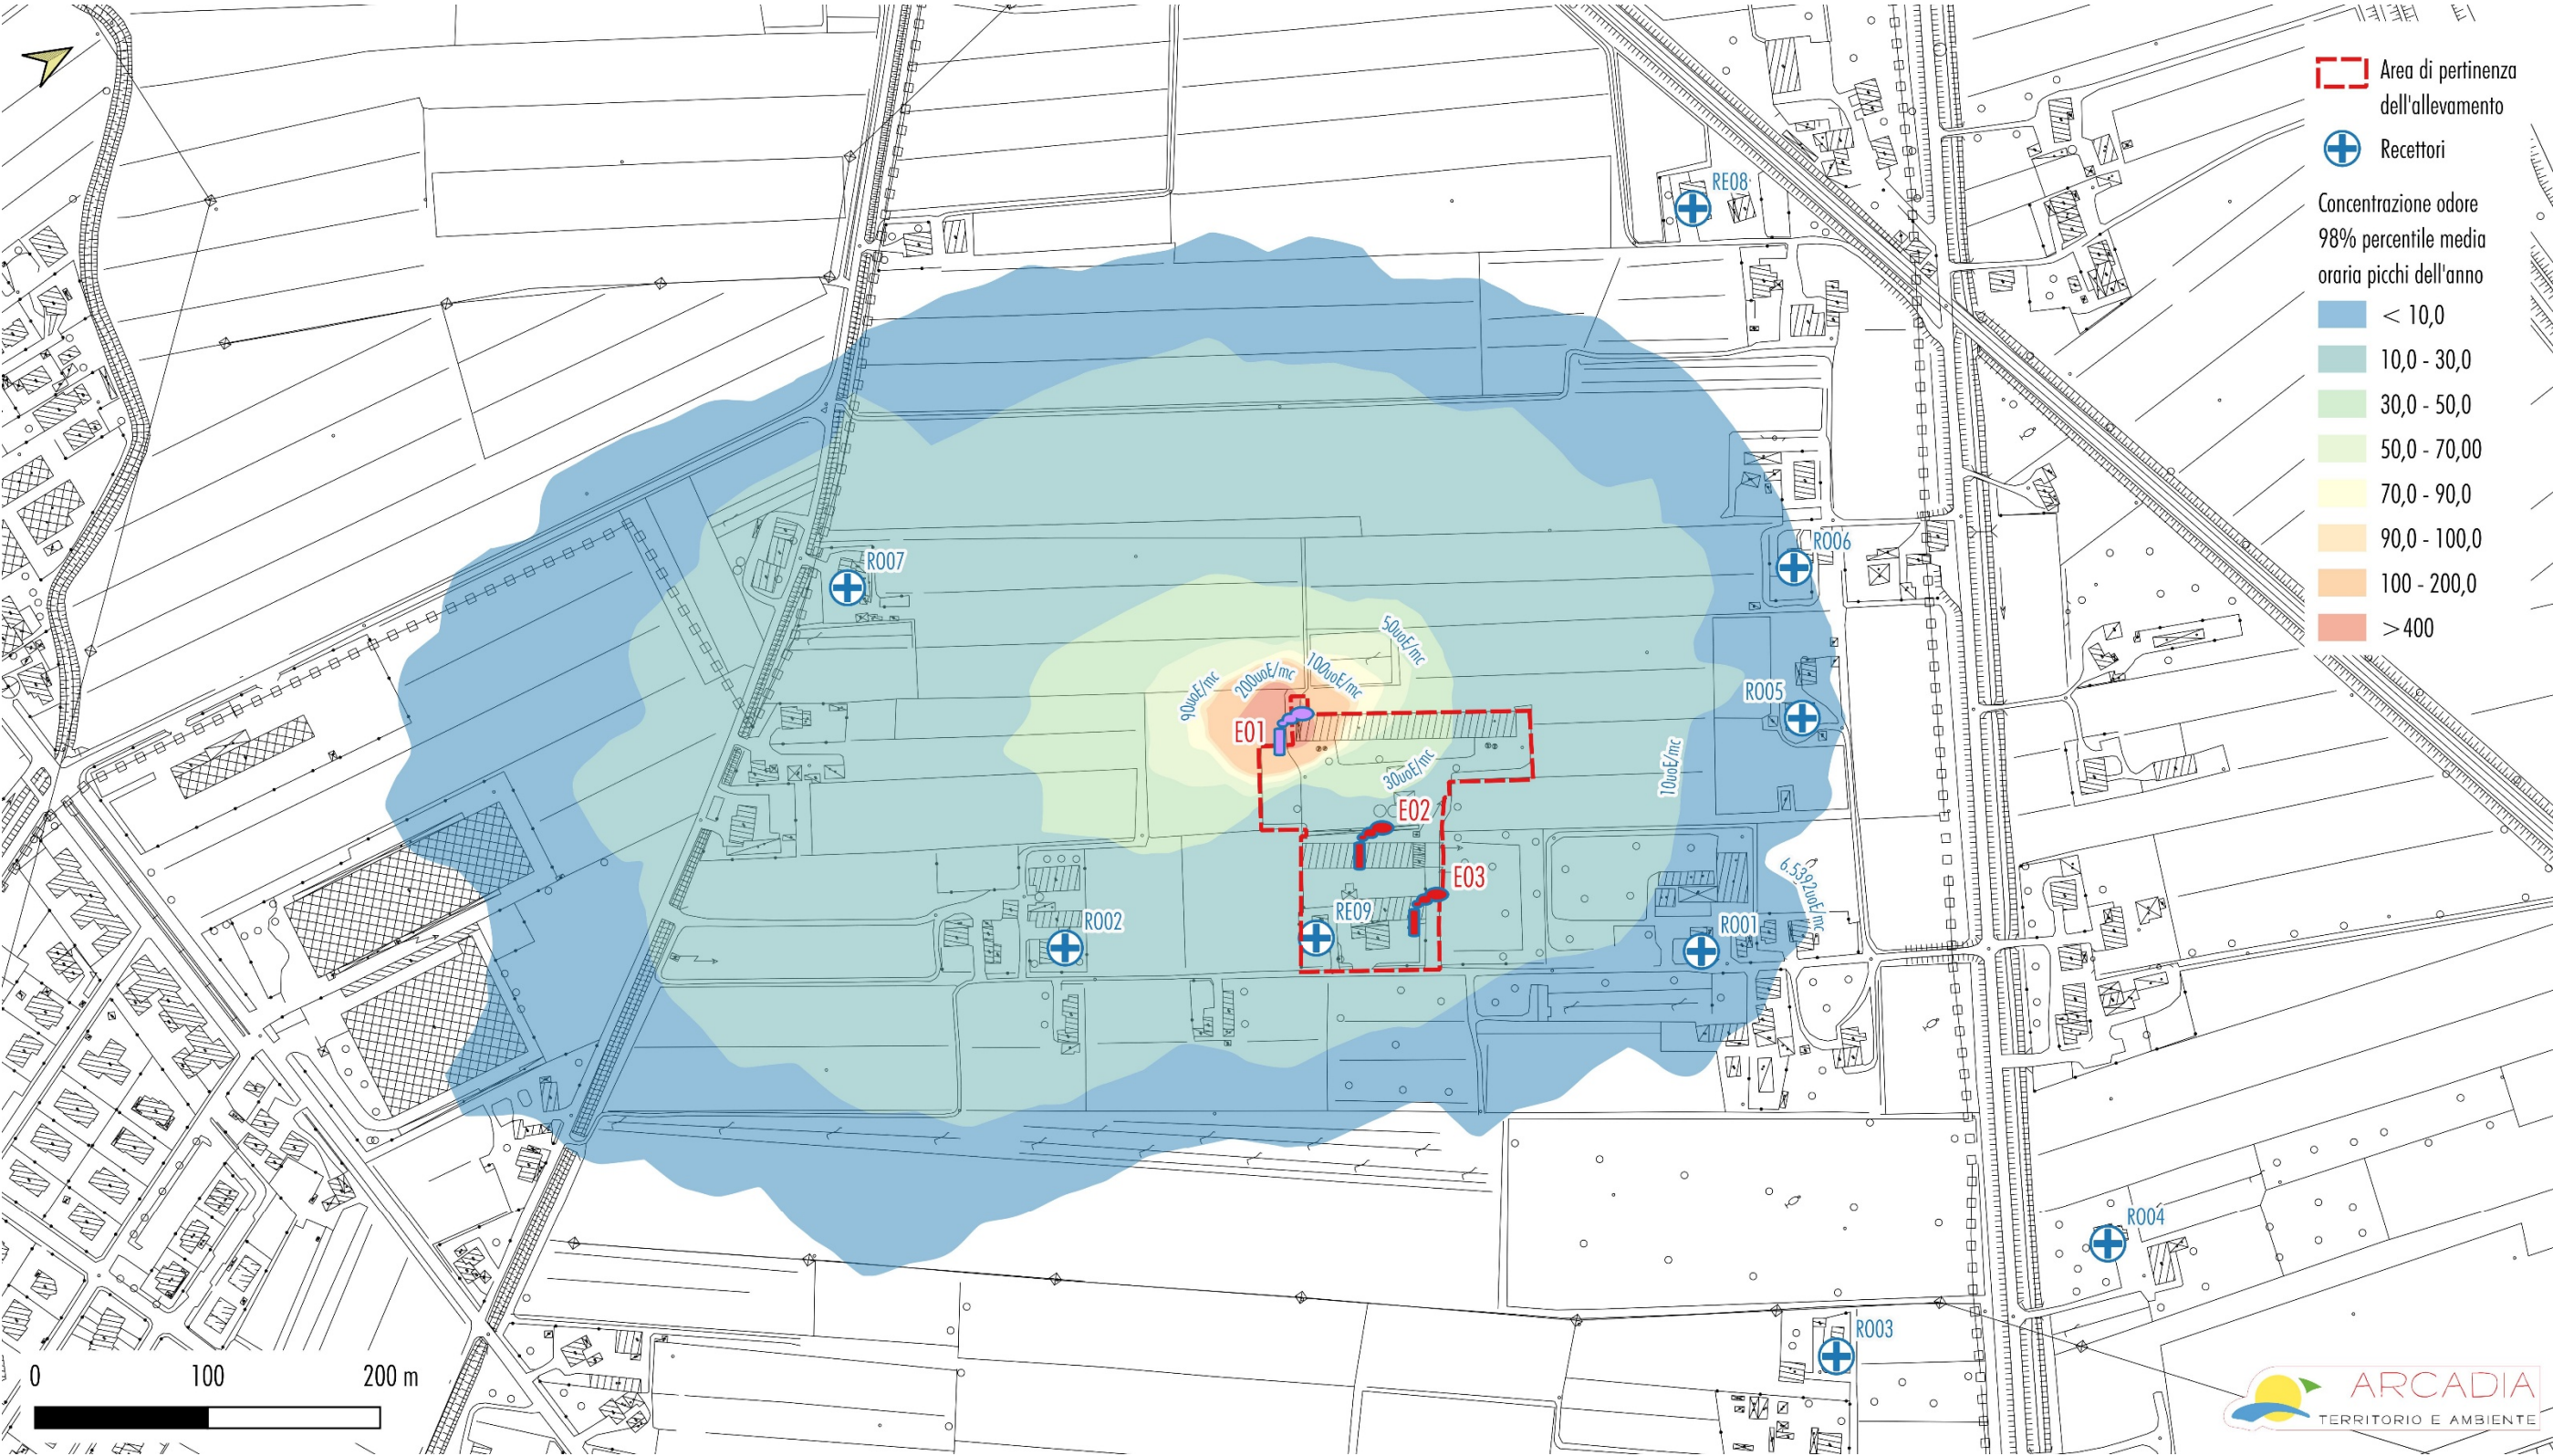 Area di pertinenza
dell'allevamento
Recettori
Concentrazione odore
98% percentile media
oraria picchi dell'anno
< 10,0
10,0 - 30,0
30,0 - 50,0
50,0 - 70,00
70,0 - 90,0
90,0 - 100,0
100 - 200,0
>400
RE08
R007
R006
50uoE/mc
100uoE/mc
200uoE/mc
90uoE/mc
R005
E01
30uoE/mc
10uoE/mc
E02
E03
6.5392uoE/mc
RE09
R002
R001
R004
R003
0 100 200 m
ARCADIA
TERRITORIO E AMBIENTE